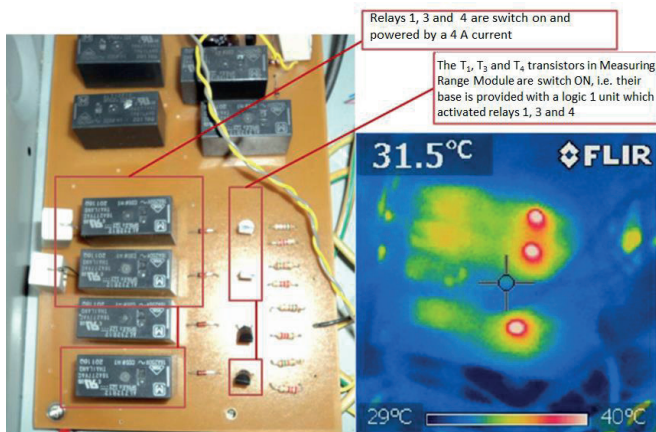 Relays 1, 3 and 4 are switch on and
powered by a 4 A current
The T1, T3 and T4 transistors in Measuring
Range Module are switch ON, i.e. their
base is provided with a logic 1 unit which
activated relays 1, 3 and 4
31.5°C
FLIR
29°C
40°C